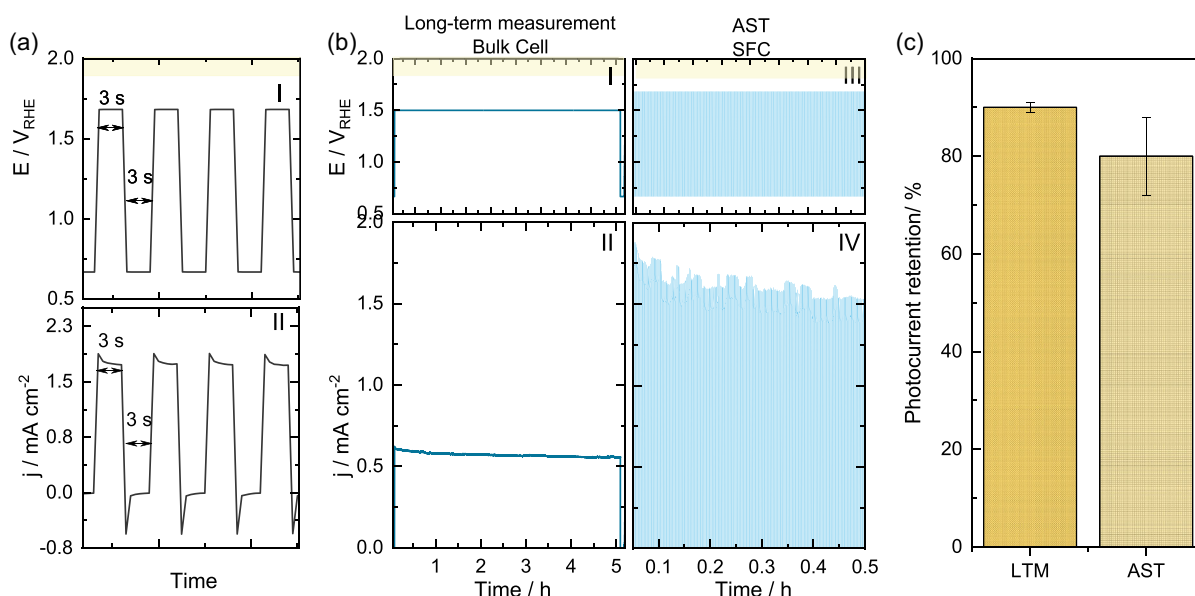 (a)
2.0
1.5
1.0
0.5
E / V_RHE
I
3 s
3 s
2.3
1.5
0.8
0.0
-0.8
j / mA cm⁻²
II
3 s
3 s
Time
(b)
Long-term measurement
Bulk Cell
AST
SFC
2.0
1.5
1.0
0.5
E / V_RHE
I
III
2.0
1.5
1.0
0.5
0.0
j / mA cm⁻²
II
IV
1 2 3 4 5
Time / h
0.1 0.2 0.3 0.4 0.5
Time / h
(c)
100
80
60
40
20
0
Photocurrent retention/ %
LTM AST